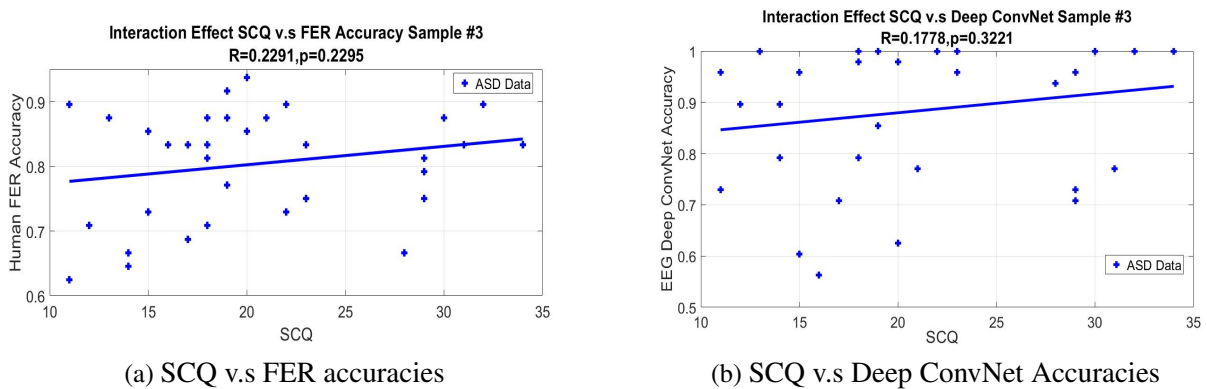 Interaction Effect SCQ v.s FER Accuracy Sample #3
R=0.2291,p=0.2295
ASD Data
Human FER Accuracy
0.9
0.8
0.7
0.6
10
15
20
25
30
35
SCQ
(a) SCQ v.s FER accuracies
Interaction Effect SCQ v.s Deep ConvNet Sample #3
R=0.1778,p=0.3221
EEG Deep ConvNet Accuracy
1
0.9
0.8
0.7
0.6
0.5
ASD Data
10
15
20
25
30
35
SCQ
(b) SCQ v.s Deep ConvNet Accuracies